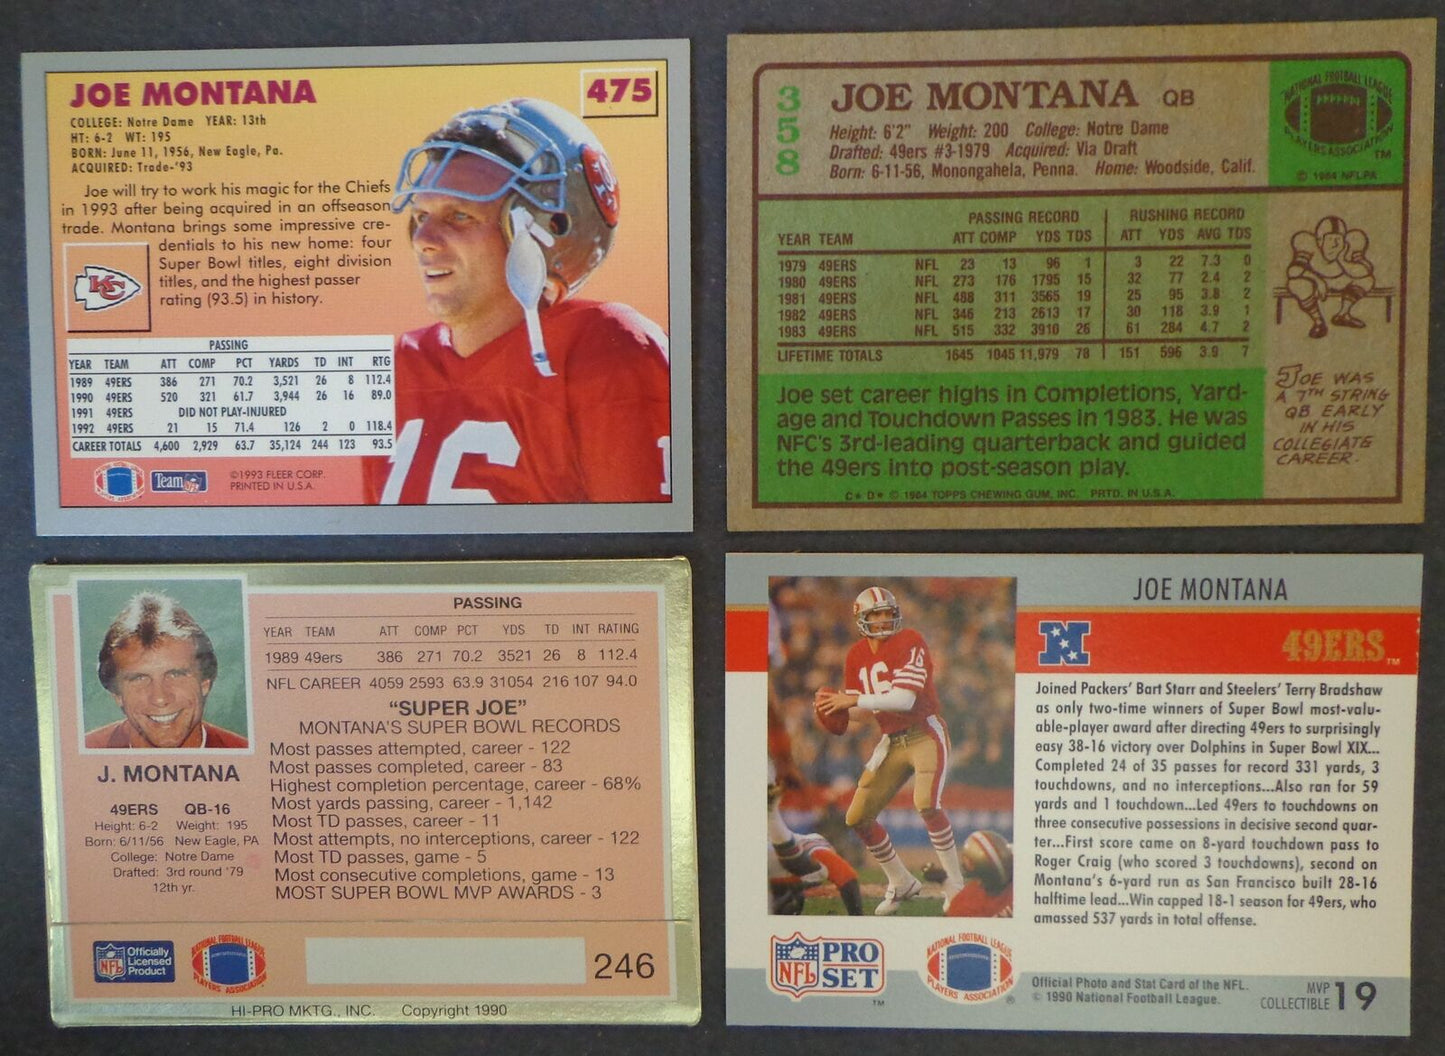 JOE MONTANA
475
COLLEGE: Notre Dame YEAR: 13th
HT: 6-2 WT: 195
BORN: June 11, 1956, New Eagle, Pa.
ACQUIRED: Trade-'93
Joe will try to work his magic for the Chiefs
in 1993 after being acquired in an offseason
trade. Montana brings some impressive cre-
dentials to his new home: four
Super Bowl titles, eight division
titles, and the highest passer
rating (93.5) in history.
KC
PASSING
YEAR TEAM ATT COMP PCT YARDS TD INT RTG
1989 49ERS 386 271 70.2 3,521 26 8 112.4
1990 49ERS 520 321 61.7 3,944 26 16 89.0
1991 49ERS DID NOT PLAY-INJURED
1992 49ERS 21 15 71.4 126 2 0 118.4
CAREER TOTALS 4,600 2,929 63.7 35,124 244 123 93.5
Team NFL
©1993 FLEER CORP.
PRINTED IN U.S.A.
16
358
JOE MONTANA QB
Height: 6'2" Weight: 200 College: Notre Dame
Drafted: 49ers #3-1979 Acquired: Via Draft
Born: 6-11-56, Monongahela, Penna. Home: Woodside, Calif.
NATIONAL FOOTBALL LEAGUE
PLAYERS ASSOCIATION
TM
© 1984 NFLPA
PASSING RECORD RUSHING RECORD
YEAR TEAM ATT COMP YDS TDS ATT YDS AVG TDS
1979 49ERS NFL 23 13 96 1 3 22 7.3 0
1980 49ERS NFL 273 176 1795 15 32 77 2.4 2
1981 49ERS NFL 488 311 3565 19 25 95 3.8 2
1982 49ERS NFL 346 213 2613 17 30 118 3.9 1
1983 49ERS NFL 515 332 3910 26 61 284 4.7 2
LIFETIME TOTALS 1645 1045 11,979 78 151 596 3.9 7
Joe set career highs in Completions, Yard-
age and Touchdown Passes in 1983. He was
NFC's 3rd-leading quarterback and guided
the 49ers into post-season play.
JOE WAS
A 7TH STRING
QB EARLY
IN HIS
COLLEGIATE
CAREER.
C★ D★ © 1984 TOPPS CHEWING GUM, INC. PRTD. IN U.S.A.
PASSING
YEAR TEAM ATT COMP PCT YDS TD INT RATING
1989 49ers 386 271 70.2 3521 26 8 112.4
NFL CAREER 4059 2593 63.9 31054 216 107 94.0
"SUPER JOE"
MONTANA'S SUPER BOWL RECORDS
Most passes attempted, career - 122
Most passes completed, career - 83
Highest completion percentage, career - 68%
Most yards passing, career - 1,142
Most TD passes, career - 11
Most attempts, no interceptions, career - 122
Most TD passes, game - 5
Most consecutive completions, game - 13
MOST SUPER BOWL MVP AWARDS - 3
J. MONTANA
49ERS QB-16
Height: 6-2 Weight: 195
Born: 6/11/56 New Eagle, PA
College: Notre Dame
Drafted: 3rd round '79
12th yr.
NFL
Officially
Licensed
Product
NATIONAL FOOTBALL LEAGUE
PLAYERS ASSOCIATION
246
HI-PRO MKTG., INC. Copyright 1990
JOE MONTANA
N
49ERS TM
16
Joined Packers' Bart Starr and Steelers' Terry Bradshaw
as only two-time winners of Super Bowl most-valu-
able-player award after directing 49ers to surprisingly
easy 38-16 victory over Dolphins in Super Bowl XIX...
Completed 24 of 35 passes for record 331 yards, 3
touchdowns, and no interceptions...Also ran for 59
yards and 1 touchdown...Led 49ers to touchdowns on
three consecutive possessions in decisive second quar-
ter...First score came on 8-yard touchdown pass to
Roger Craig (who scored 3 touchdowns), second on
Montana's 6-yard run as San Francisco built 28-16
halftime lead...Win capped 18-1 season for 49ers, who
amassed 537 yards in total offense.
NFL PRO SET
TM
NATIONAL FOOTBALL LEAGUE
PLAYERS ASSOCIATION
®
Official Photo and Stat Card of the NFL.
© 1990 National Football League.
MVP
COLLECTIBLE 19